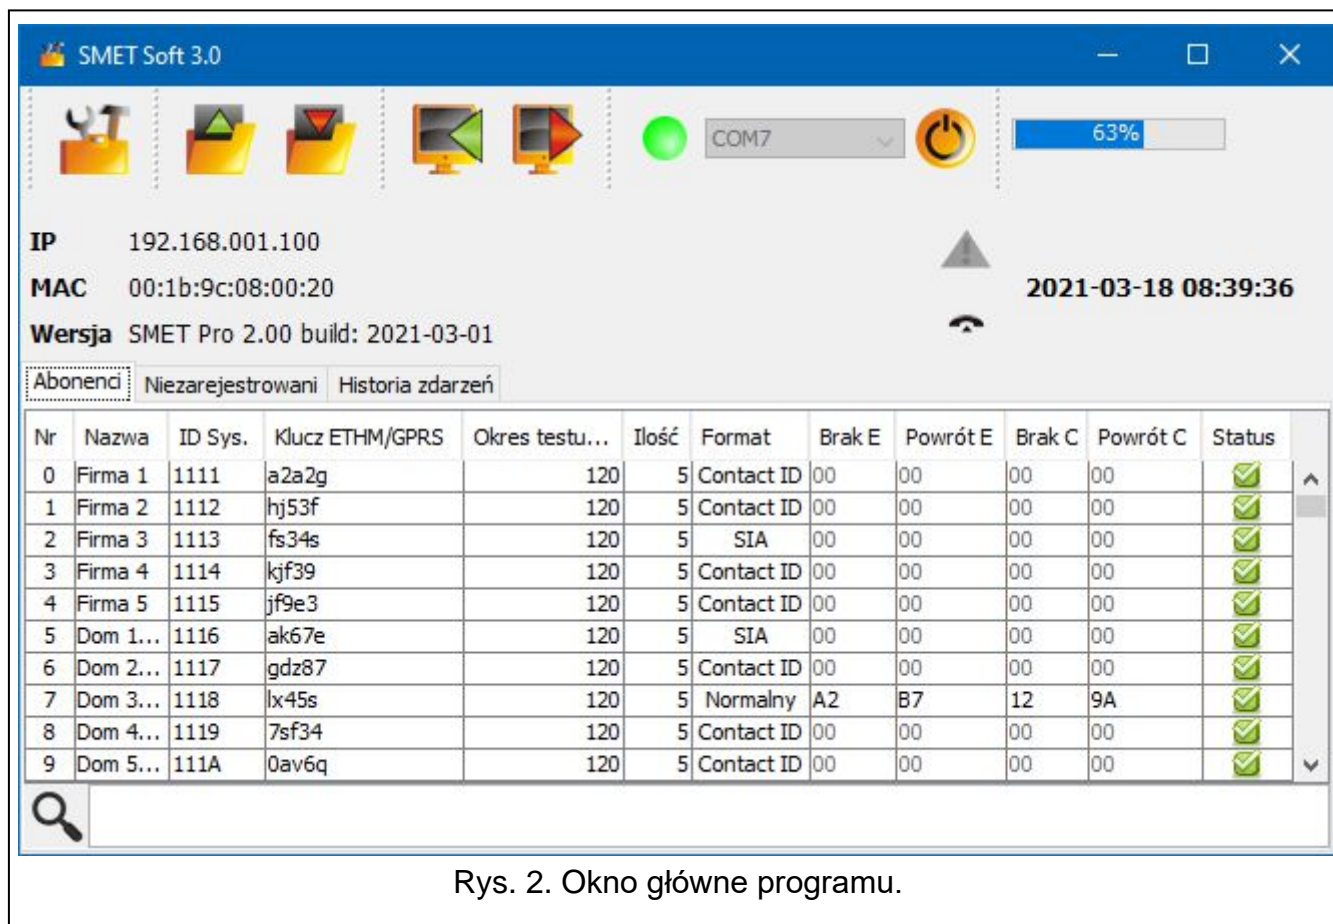 SMET Soft 3.0
COM7
63%
IP 192.168.001.100
MAC 00:1b:9c:08:00:20
2021-03-18 08:39:36
Wersja SMET Pro 2.00 build: 2021-03-01
Abonenci Niezarejestrowani Historia zdarzeń
Nr Nazwa ID Sys. Klucz ETHM/GPRS Okres testu... Ilość Format Brak E Powrót E Brak C Powrót C Status
0 Firma 1 1111 a2a2g 120 5 Contact ID 00 00 00 00
1 Firma 2 1112 hj53f 120 5 Contact ID 00 00 00 00
2 Firma 3 1113 fs34s 120 5 SIA 00 00 00 00
3 Firma 4 1114 kjf39 120 5 Contact ID 00 00 00 00
4 Firma 5 1115 jf9e3 120 5 Contact ID 00 00 00 00
5 Dom 1... 1116 ak67e 120 5 SIA 00 00 00 00
6 Dom 2... 1117 gdz87 120 5 Contact ID 00 00 00 00
7 Dom 3... 1118 lx45s 120 5 Normalny A2 B7 12 9A
8 Dom 4... 1119 7sf34 120 5 Contact ID 00 00 00 00
9 Dom 5... 111A 0av6q 120 5 Contact ID 00 00 00 00
Rys. 2. Okno główne programu.